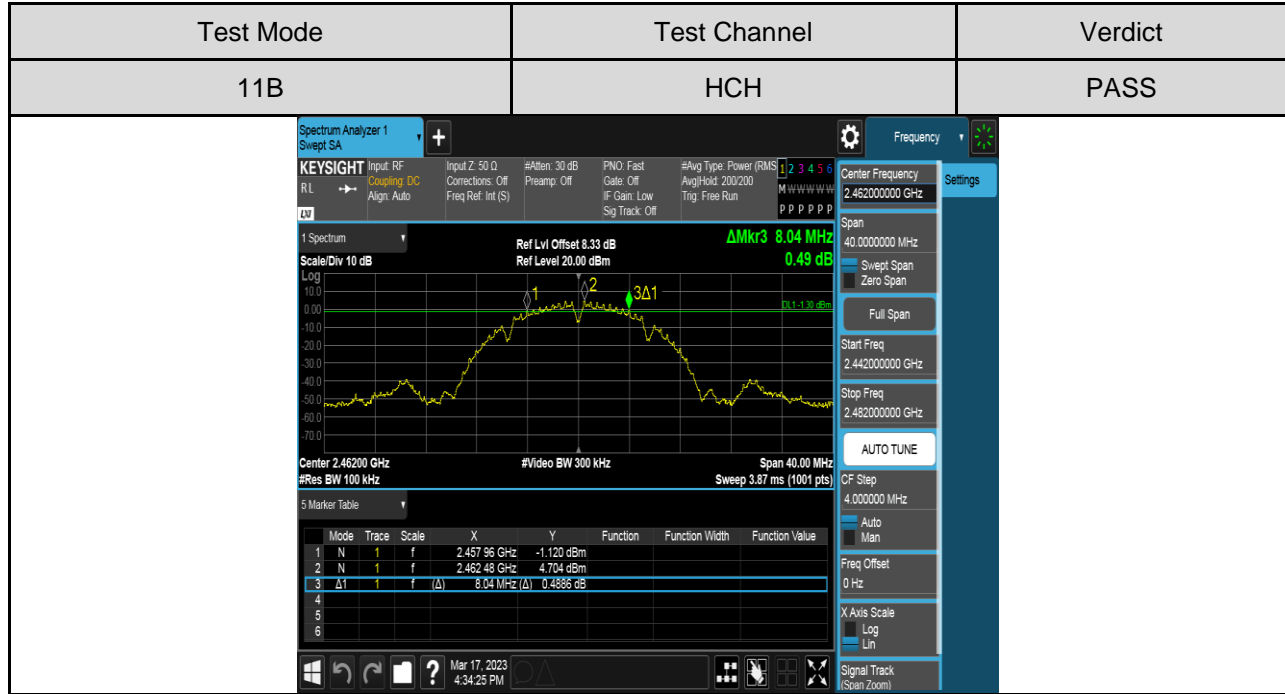 Test Mode Test Channel Verdict
11B HCH PASS
Spectrum Analyzer 1
Swept SA
+
Frequency
KEYSIGHT Input: RF Input Z: 50 Ω #Atten: 30 dB PNO: Fast #Avg Type: Power (RMS 1 2 3 4 5 6
RL Coupling: DC Corrections: Off Preamp: Off Gate: Off Avg|Hold: 200/200 M W W W W W
Align: Auto Freq Ref: Int (S) IF Gain: Low Trig: Free Run
LXI Sig Track: Off P P P P P P
1 Spectrum Ref Lvl Offset 8.33 dB ΔMkr3 8.04 MHz
Scale/Div 10 dB Ref Level 20.00 dBm 0.49 dB
Log
10.0
0.00
-10.0
-20.0
-30.0
-40.0
-50.0
-60.0
-70.0
1 2 3Δ1
DL1 -1.30 dBm
Center 2.46200 GHz #Video BW 300 kHz Span 40.00 MHz
#Res BW 100 kHz Sweep 3.87 ms (1001 pts)
5 Marker Table
Mode Trace Scale X Y Function Function Width Function Value
1 N 1 f 2.457 96 GHz -1.120 dBm
2 N 1 f 2.462 48 GHz 4.704 dBm
3 Δ1 1 f (Δ) 8.04 MHz (Δ) 0.4886 dB
4
5
6
? Mar 17, 2023
4:34:25 PM
Center Frequency
2.462000000 GHz
Settings
Span
40.0000000 MHz
Swept Span
Zero Span
Full Span
Start Freq
2.442000000 GHz
Stop Freq
2.482000000 GHz
AUTO TUNE
CF Step
4.000000 MHz
Auto
Man
Freq Offset
0 Hz
X Axis Scale
Log
Lin
Signal Track
(Span Zoom)